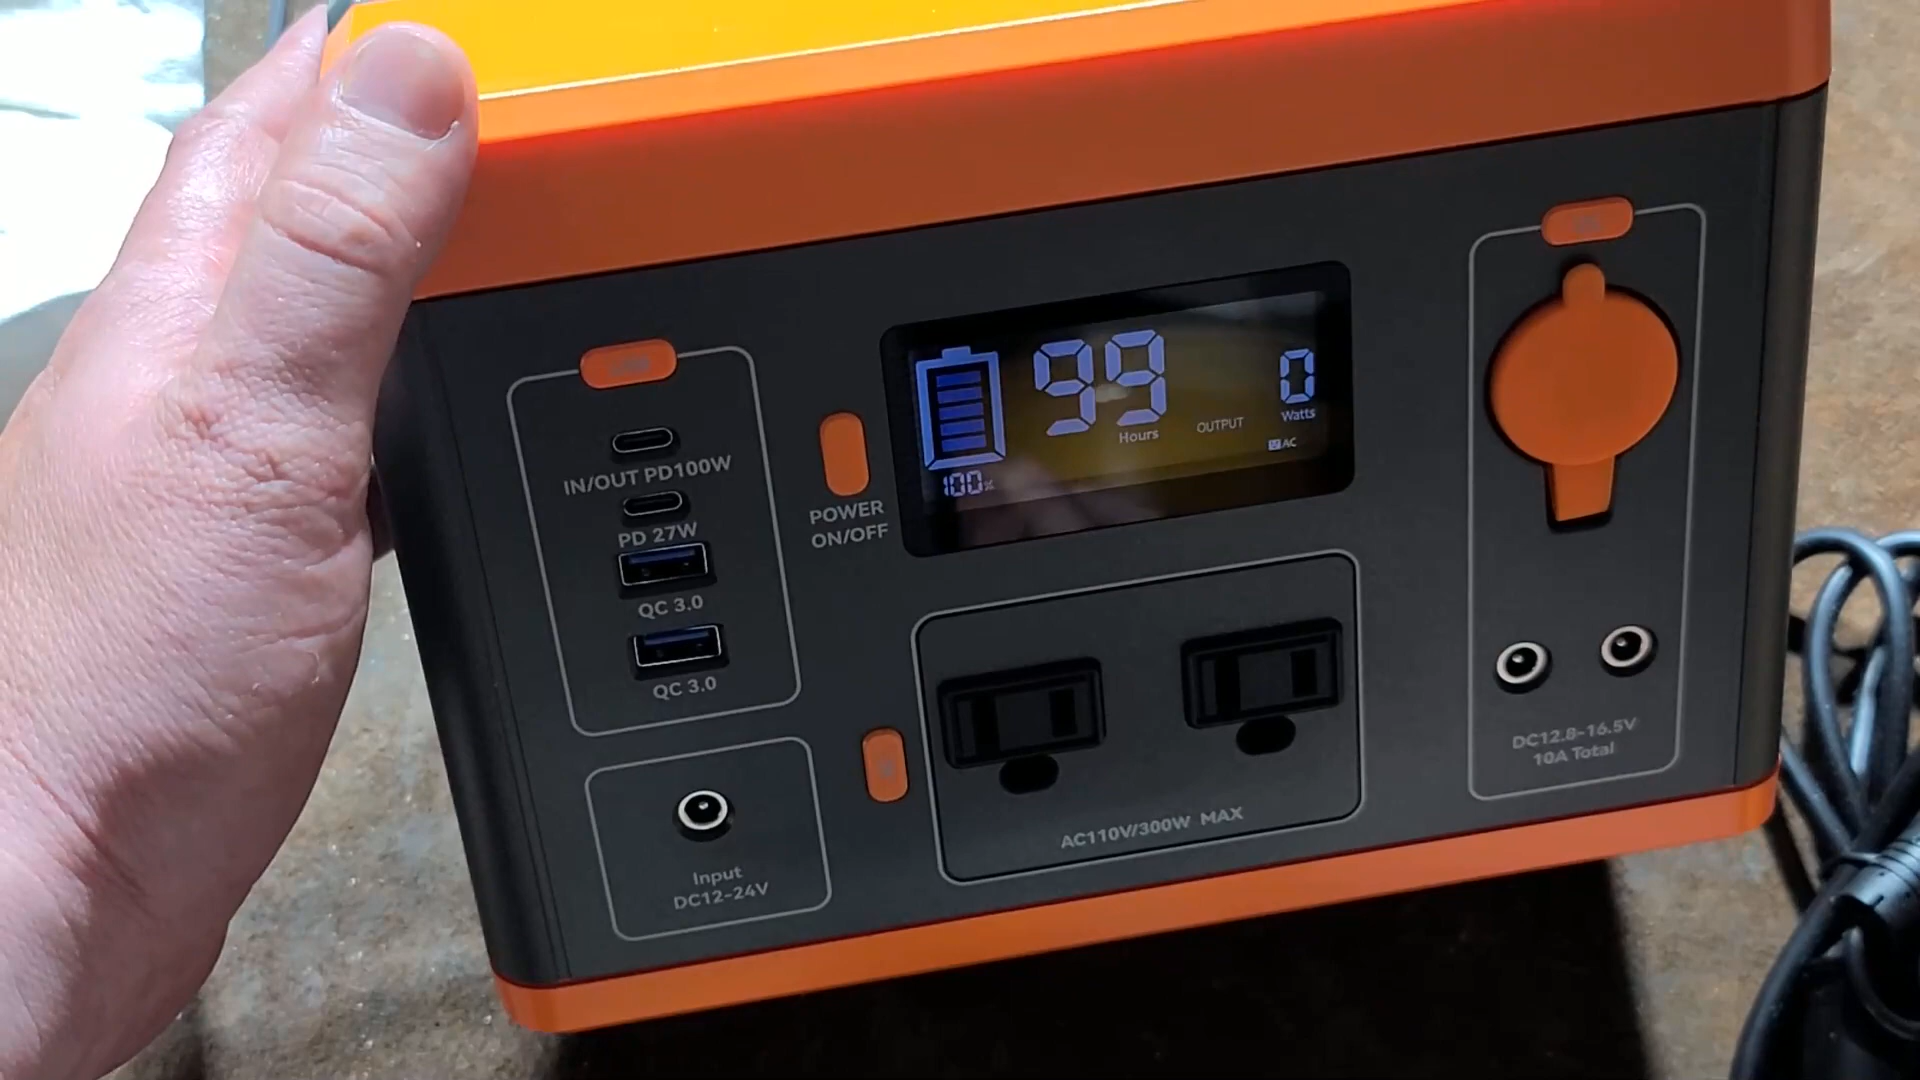 IN/OUT PD100W
PD 27W
QC 3.0
QC 3.0
POWER
ON/OFF
100%
99
Hours
OUTPUT
0
Watts
AC
Input
DC12-24V
AC110V/300W MAX
DC12.8-16.5V
10A Total